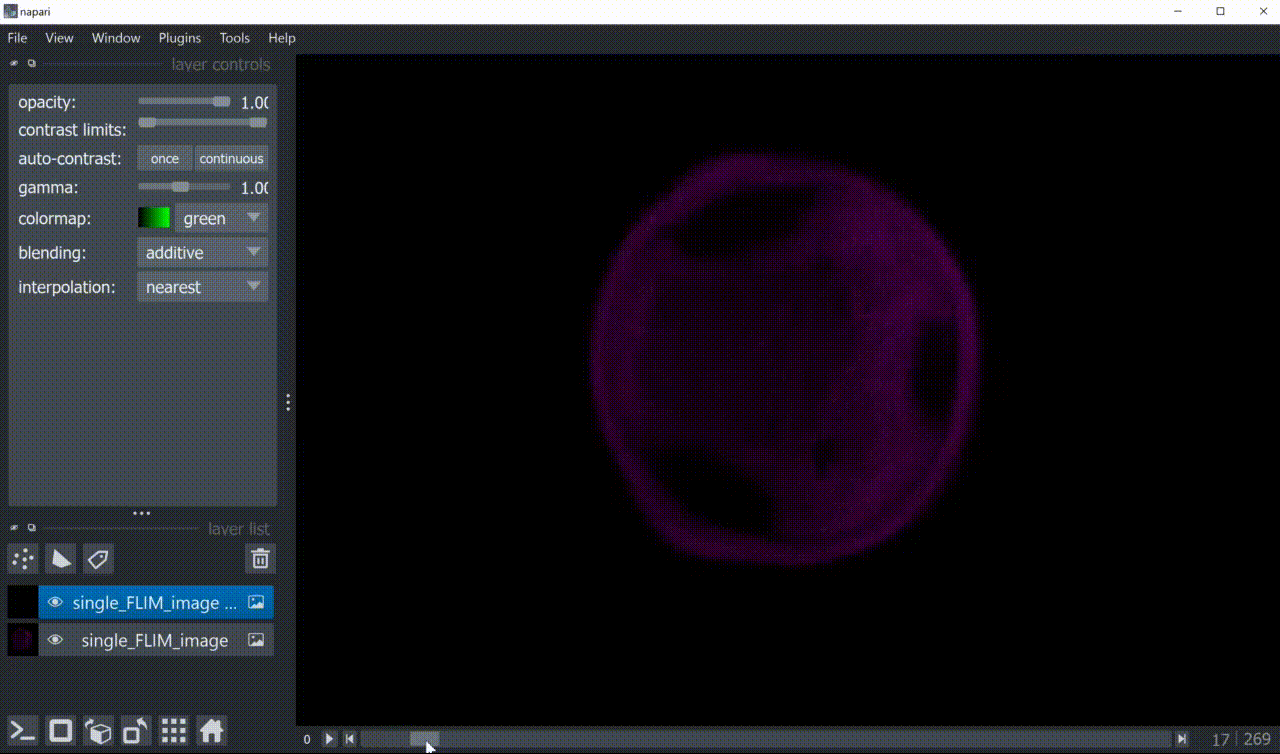 napari
File View Window Plugins Tools Help
layer controls
opacity: 1.00
contrast limits:
auto-contrast: once continuous
gamma: 1.00
colormap: green
blending: additive
interpolation: nearest
layer list
single_FLIM_image ...
single_FLIM_image
0 17 269